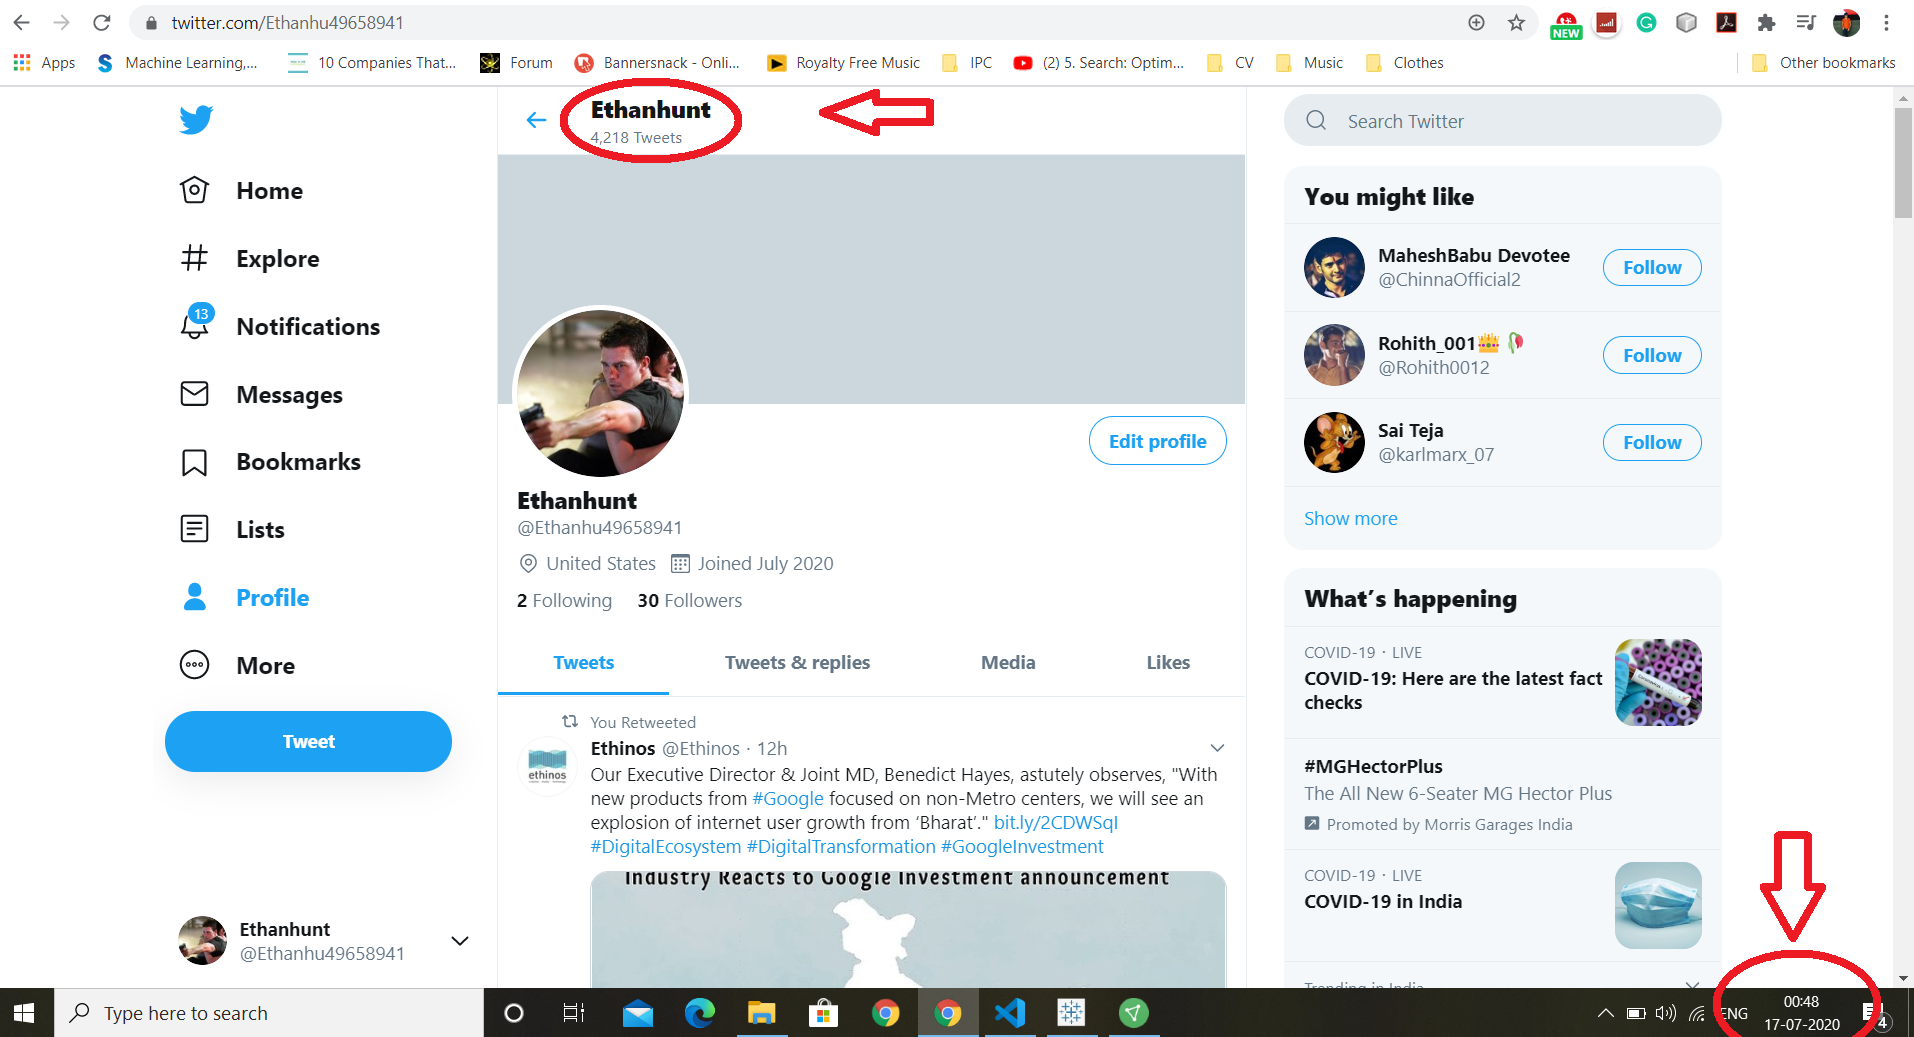 twitter.com/Ethanhu49658941
NEW
Apps
Machine Learning,...
10 Companies That...
Forum
Bannersnack - Onli...
Royalty Free Music
IPC
(2) 5. Search: Optim...
CV
Music
Clothes
Other bookmarks
Home
Explore
13
Notifications
Messages
Bookmarks
Lists
Profile
More
Tweet
Ethanhunt
@Ethanhu49658941
Ethanhunt
4,218 Tweets
Edit profile
Ethanhunt
@Ethanhu49658941
United States Joined July 2020
2 Following 30 Followers
Tweets Tweets & replies Media Likes
You Retweeted
ethinos
Ethinos @Ethinos · 12h
Our Executive Director & Joint MD, Benedict Hayes, astutely observes, "With
new products from #Google focused on non-Metro centers, we will see an
explosion of internet user growth from ‘Bharat’." bit.ly/2CDWSqI
#DigitalEcosystem #DigitalTransformation #GoogleInvestment
Industry Reacts to Google Investment announcement
Search Twitter
You might like
MaheshBabu Devotee
@ChinnaOfficial2
Follow
Rohith_001👑🥀
@Rohith0012
Follow
Sai Teja
@karlmarx_07
Follow
Show more
What’s happening
COVID-19 · LIVE
COVID-19: Here are the latest fact
checks
#MGHectorPlus
The All New 6-Seater MG Hector Plus
Promoted by Morris Garages India
COVID-19 · LIVE
COVID-19 in India
Trending in India
Type here to search
ENG
00:48
17-07-2020
4